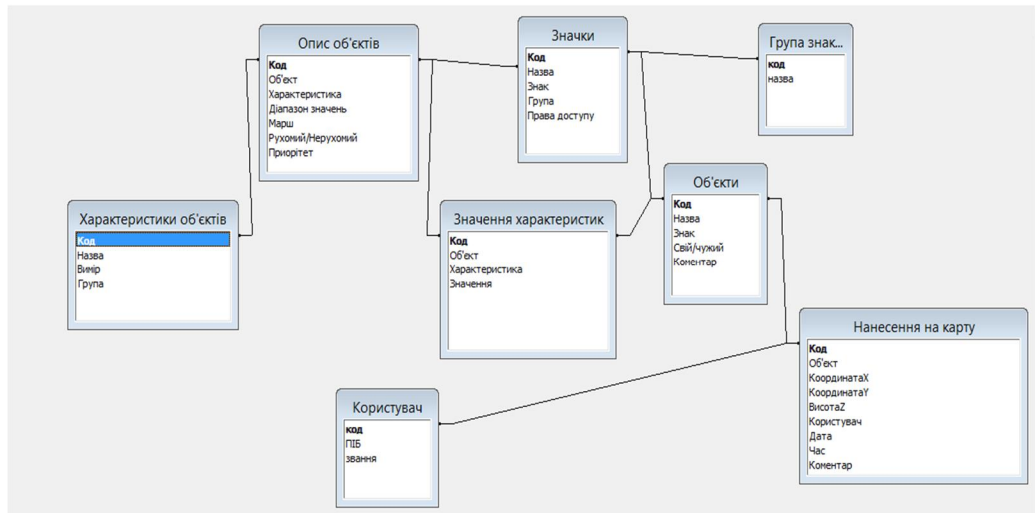 Опис об'єктів
Код
Об'єкт
Характеристика
Діапазон значень
Марш
Рухомий/Нерухомий
Приорітет
Значки
Код
Назва
Знак
Група
Права доступу
Група знак...
код
назва
Характеристики об'єктів
Код
Назва
Вимір
Група
Значення характеристик
Код
Об'єкт
Характеристика
Значення
Об'єкти
Код
Назва
Знак
Свій/чужий
Коментар
Нанесення на карту
Код
Об'єкт
КоординатаX
КоординатаY
ВисотаZ
Користувач
Дата
Час
Коментар
Користувач
код
ПІБ
звання